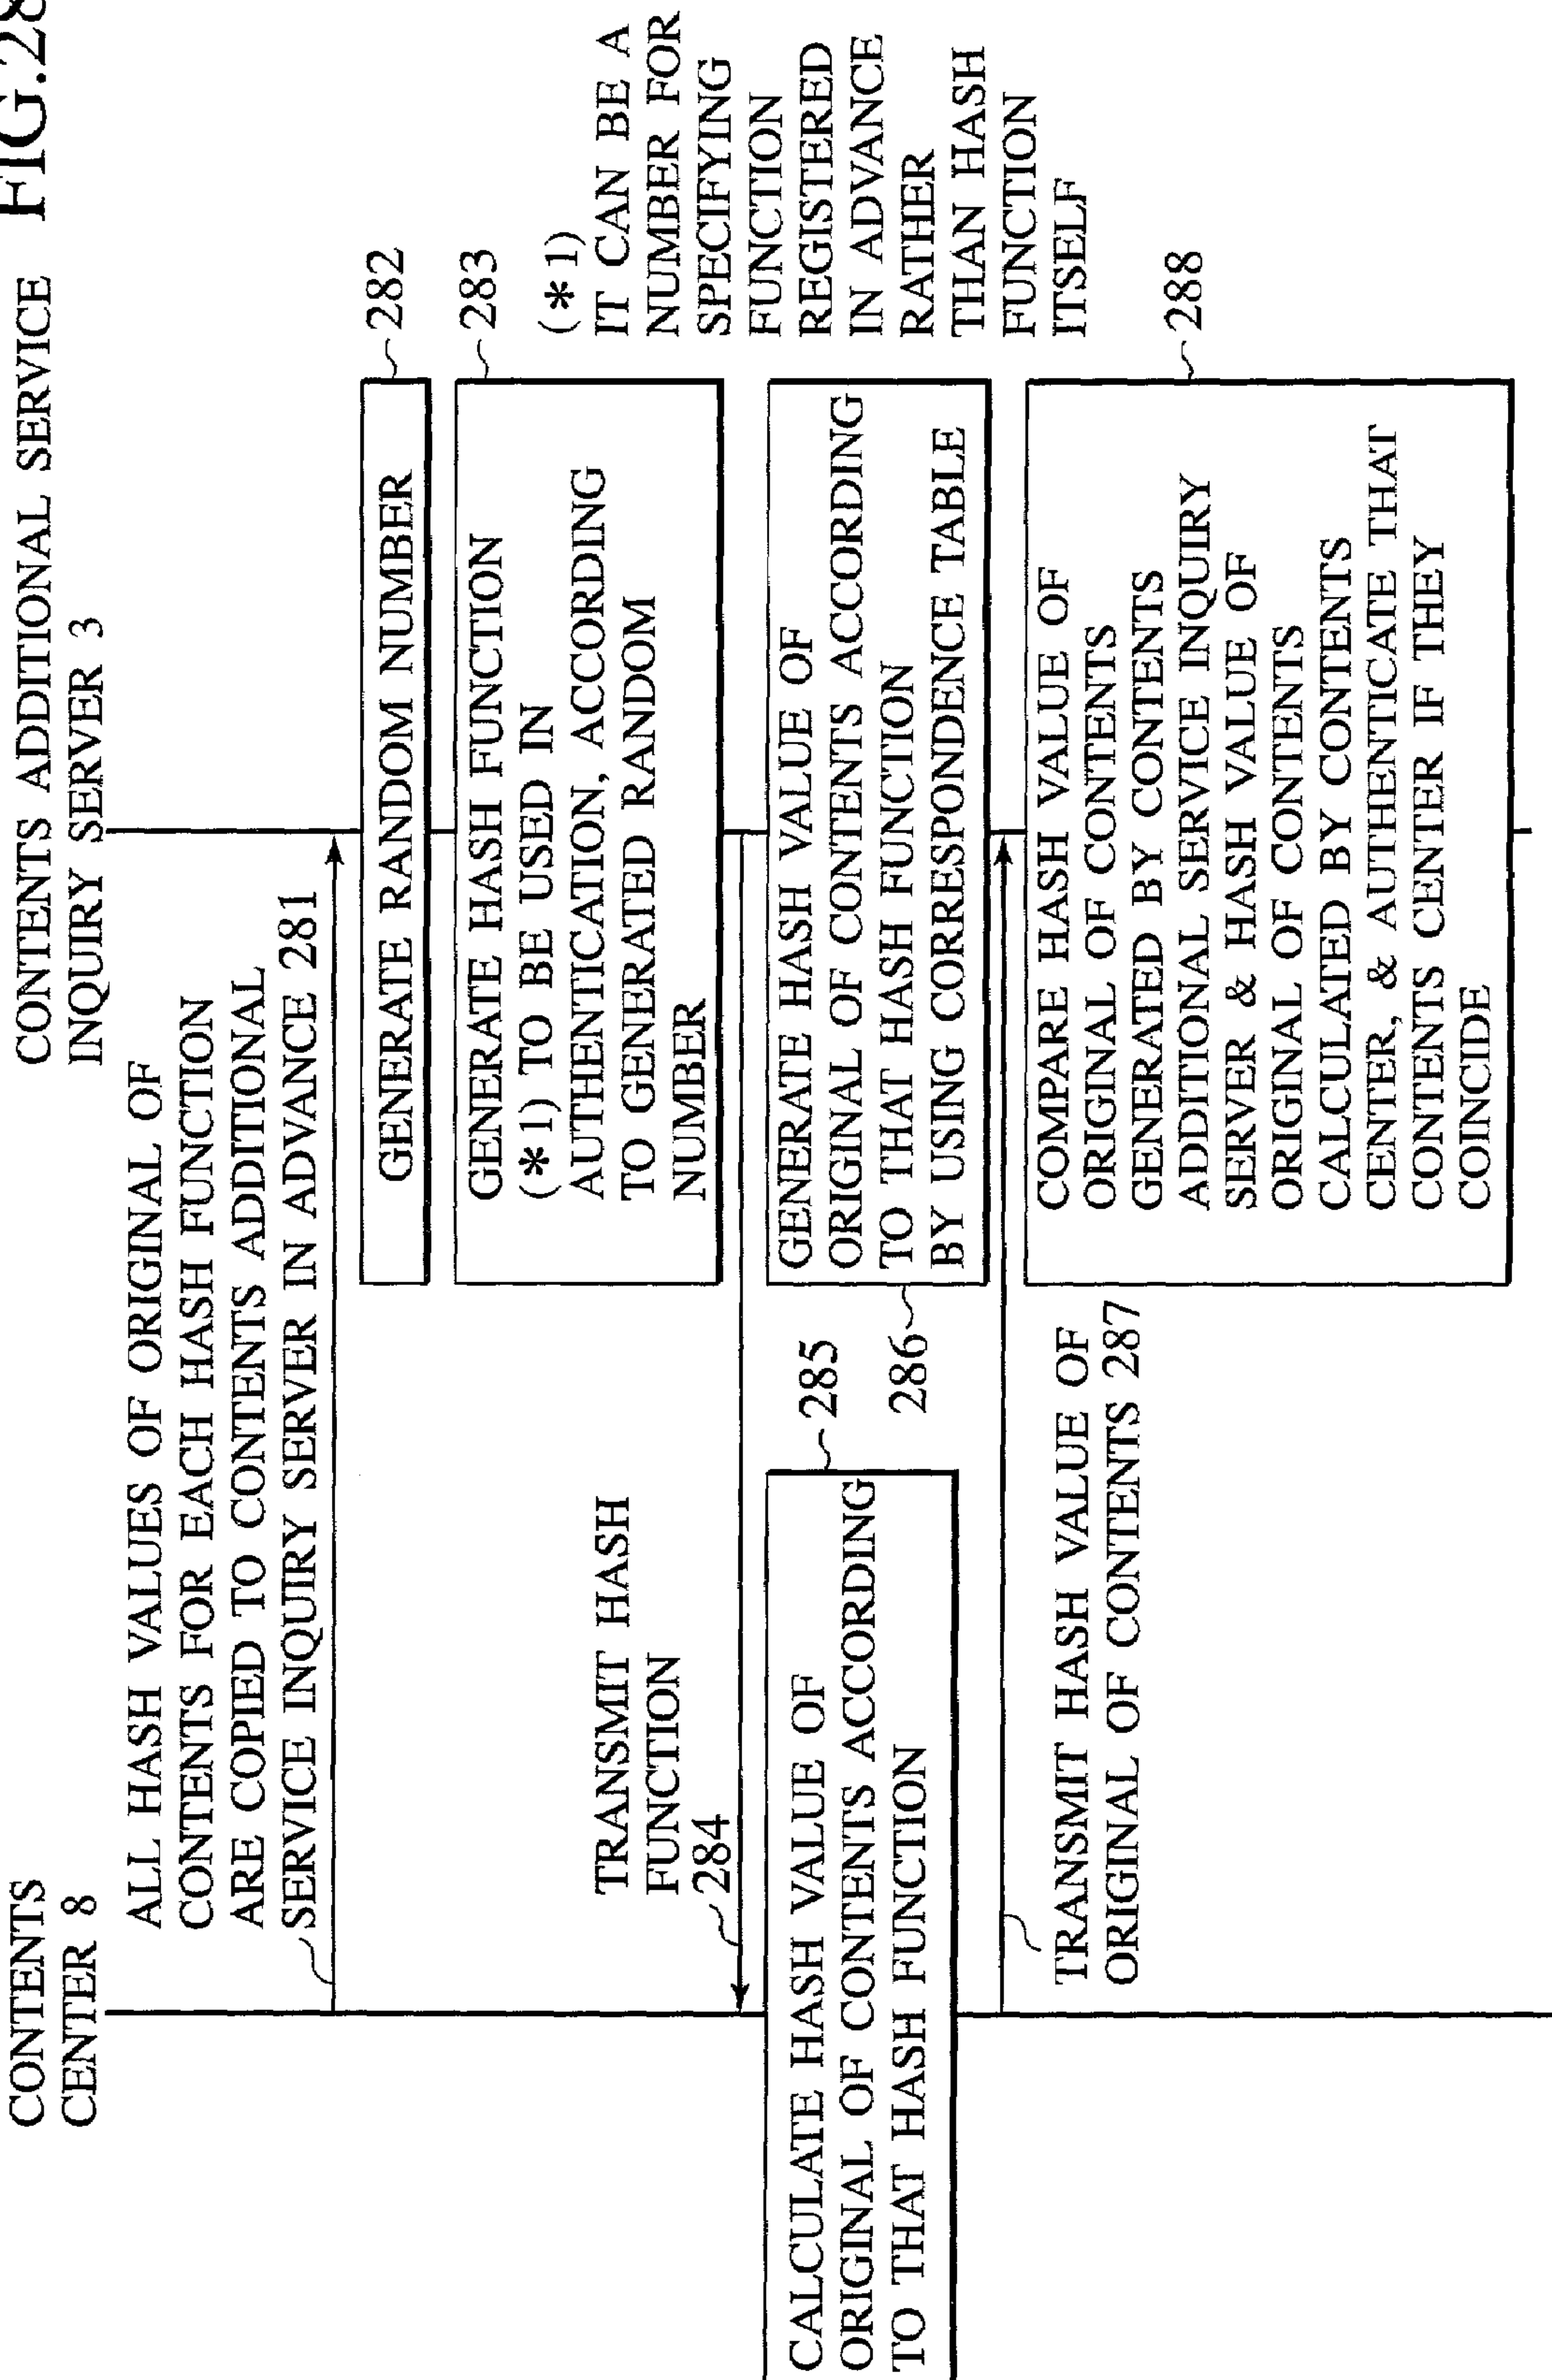 FIG.28
CONTENTS
CENTER 8
CONTENTS ADDITIONAL SERVICE
INQUIRY SERVER 3
ALL HASH VALUES OF ORIGINAL OF
CONTENTS FOR EACH HASH FUNCTION
ARE COPIED TO CONTENTS ADDITIONAL
SERVICE INQUIRY SERVER IN ADVANCE 281
GENERATE RANDOM NUMBER
282
GENERATE HASH FUNCTION
(*1) TO BE USED IN
AUTHENTICATION, ACCORDING
TO GENERATED RANDOM
NUMBER
283
(*1)
IT CAN BE A
NUMBER FOR
SPECIFYING
FUNCTION
REGISTERED
IN ADVANCE
RATHER
THAN HASH
FUNCTION
ITSELF
TRANSMIT HASH
FUNCTION
284
CALCULATE HASH VALUE OF
ORIGINAL OF CONTENTS ACCORDING
TO THAT HASH FUNCTION
285
286
GENERATE HASH VALUE OF
ORIGINAL OF CONTENTS ACCORDING
TO THAT HASH FUNCTION
BY USING CORRESPONDENCE TABLE
TRANSMIT HASH VALUE OF
ORIGINAL OF CONTENTS 287
COMPARE HASH VALUE OF
ORIGINAL OF CONTENTS
GENERATED BY CONTENTS
ADDITIONAL SERVICE INQUIRY
SERVER & HASH VALUE OF
ORIGINAL OF CONTENTS
CALCULATED BY CONTENTS
CENTER, & AUTHENTICATE THAT
CONTENTS CENTER IF THEY
COINCIDE
288